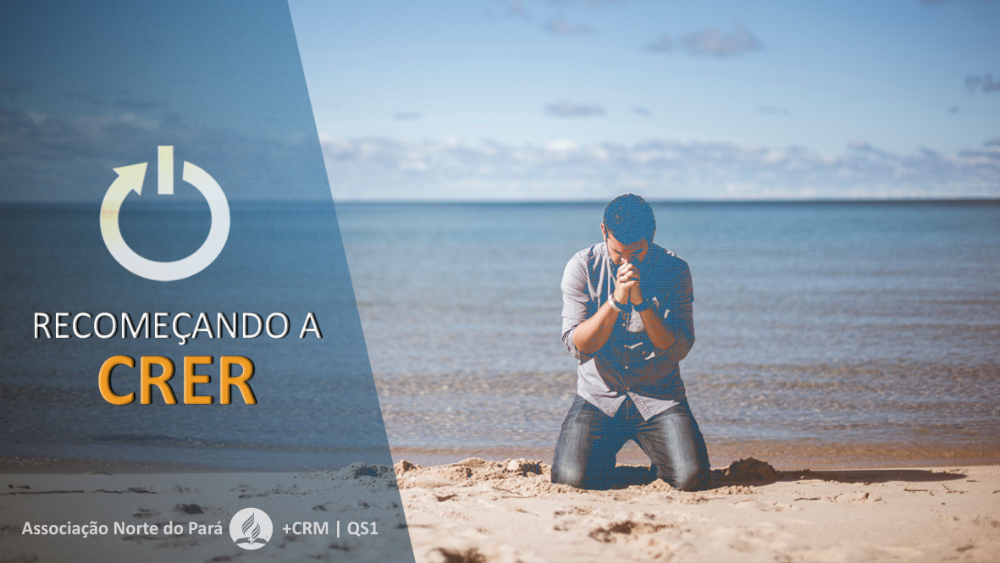 RECOMEÇANDO A
CRER
Associação Norte do Pará +CRM | QS1